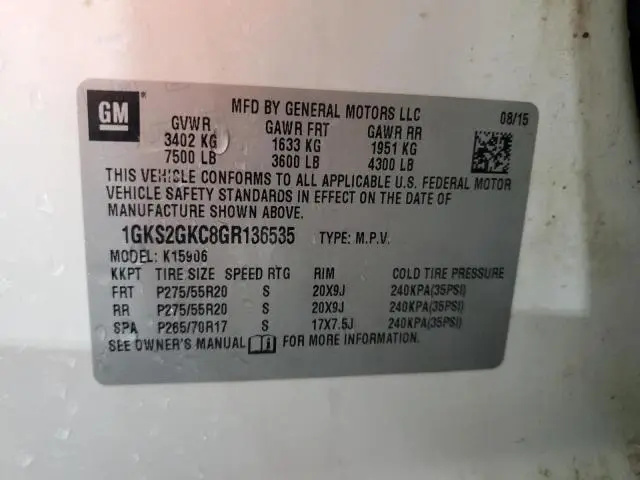 GM
MFD BY GENERAL MOTORS LLC 08/15
GVWR GAWR FRT GAWR RR
3402 KG 1633 KG 1951 KG
7500 LB 3600 LB 4300 LB
THIS VEHICLE CONFORMS TO ALL APPLICABLE U.S. FEDERAL MOTOR
VEHICLE SAFETY STANDARDS IN EFFECT ON THE DATE OF
MANUFACTURE SHOWN ABOVE.
1GKS2GKC8GR136535 TYPE: M.P.V.
MODEL: K15906
KKPT TIRE SIZE SPEED RTG RIM COLD TIRE PRESSURE
FRT P275/55R20 S 20X9J 240KPA(35PSI)
RR P275/55R20 S 20X9J 240KPA(35PSI)
SPA P265/70R17 S 17X7.5J 240KPA(35PSI)
SEE OWNER'S MANUAL FOR MORE INFORMATION.